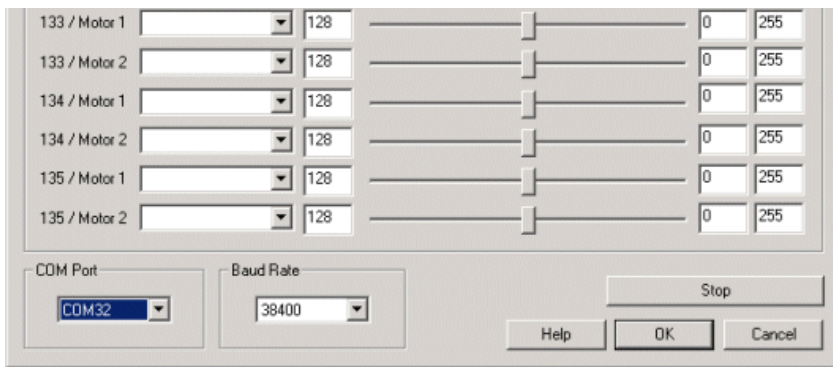 133 / Motor 1 128 0 255
133 / Motor 2 128 0 255
134 / Motor 1 128 0 255
134 / Motor 2 128 0 255
135 / Motor 1 128 0 255
135 / Motor 2 128 0 255
COM Port Baud Rate
COM32 38400
Stop
Help OK Cancel